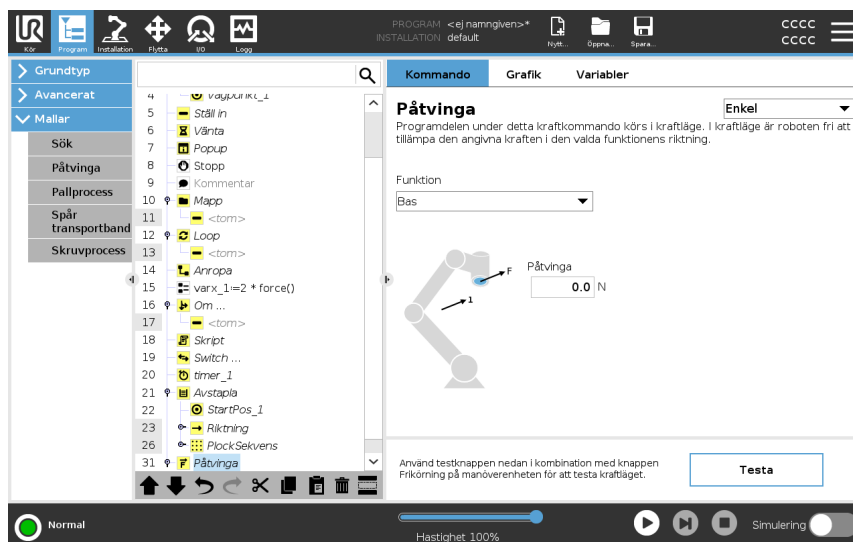 UR
Kör
Program
Installation
Flytta
I/O
Logg
PROGRAM <ej namngiven>*
INSTALLATION default
Nytt...
Öppna...
Spara...
cccc
cccc
Grundtyp
Avancerat
Mallar
Sök
Påtvinga
Pallprocess
Spår
transportband
Skruvprocess
4 Vägpunkt_1
5 Ställ in
6 Vänta
7 Popup
8 Stopp
9 Kommentar
10 Mapp
11 <tom>
12 Loop
13 <tom>
14 Anropa
15 varx_1:=2 * force()
16 Om ...
17 <tom>
18 Skript
19 Switch ...
20 timer_1
21 Avstapla
22 StartPos_1
23 Riktning
26 PlockSekvens
31 Påtvinga
Kommando
Grafik
Variabler
Påtvinga
Enkel
Programdelen under detta kraftkommando körs i kraftläge. I kraftläge är roboten fri att
tillämpa den angivna kraften i den valda funktionens riktning.
Funktion
Bas
F
1
Påtvinga
0.0 N
Använd testknappen nedan i kombination med knappen
Frikörning på manöverenheten för att testa kraftläget.
Testa
Normal
Hastighet 100%
Simulering